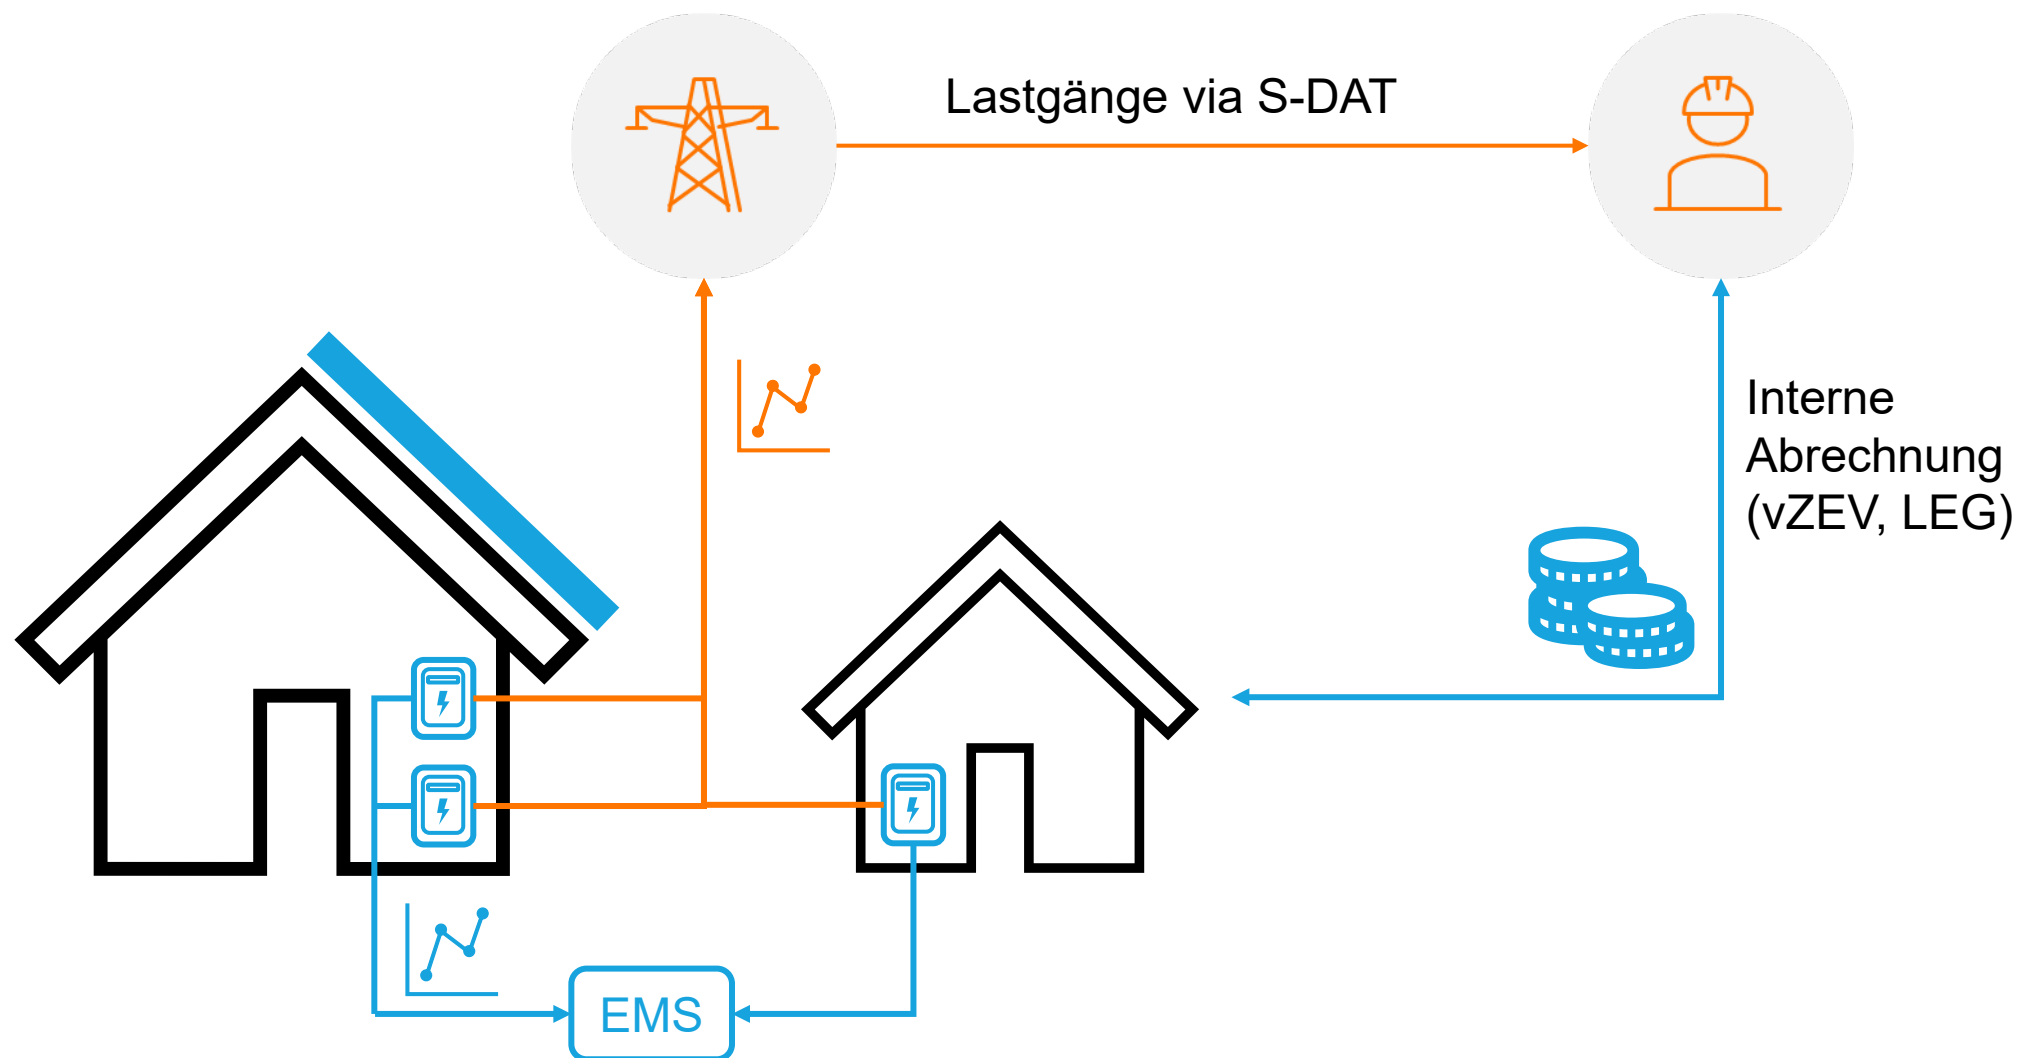 Lastgänge via S-DAT
Interne
Abrechnung
(vZEV, LEG)
EMS